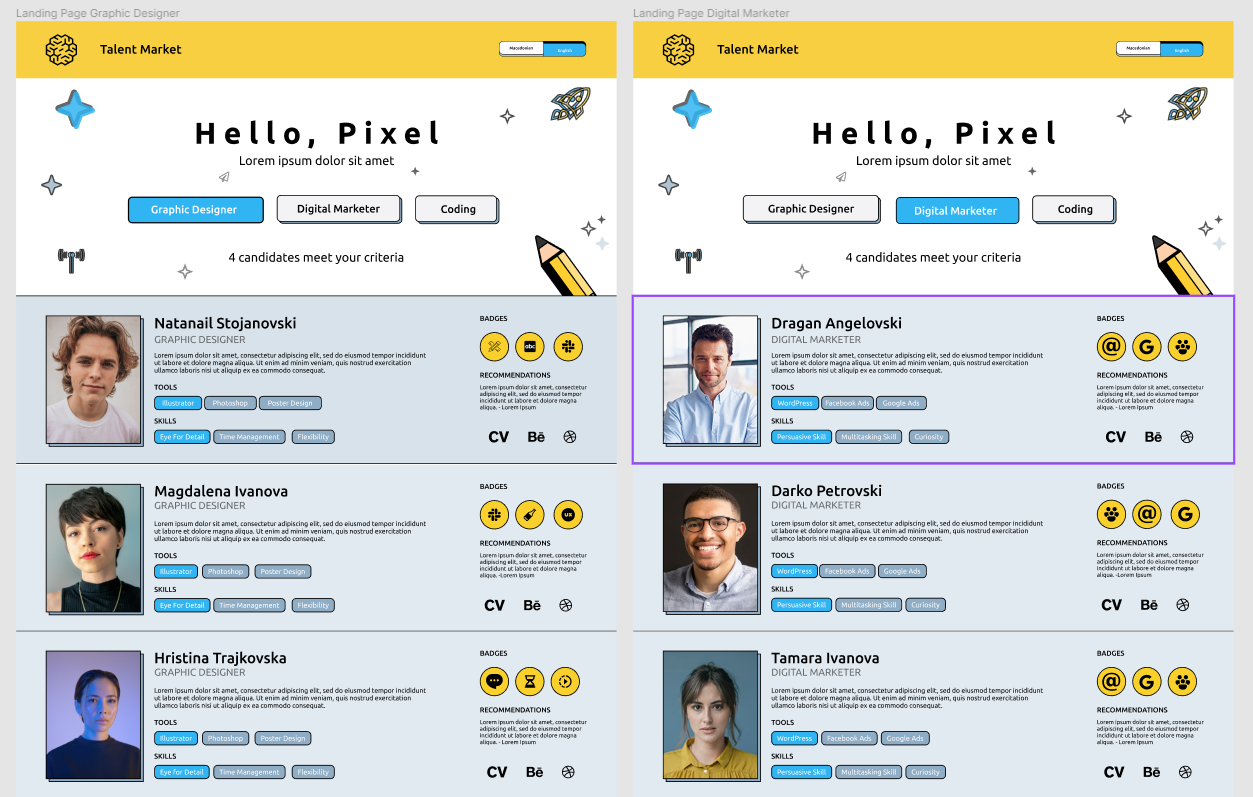 Landing Page Graphic Designer
Talent Market
Macedonian
English
Hello, Pixel
Lorem ipsum dolor sit amet
Graphic Designer
Digital Marketer
Coding
4 candidates meet your criteria
Natanail Stojanovski
GRAPHIC DESIGNER
Lorem ipsum dolor sit amet, consectetur adipiscing elit, sed do eiusmod tempor incididunt
ut labore et dolore magna aliqua. Ut enim ad minim veniam, quis nostrud exercitation
ullamco laboris nisi ut aliquip ex ea commodo consequat.
TOOLS
Illustrator
Photoshop
Poster Design
SKILLS
Eye For Detail
Time Management
Flexibility
BADGES
abc
RECOMMENDATIONS
Lorem ipsum dolor sit amet, consectetur
adipiscing elit, sed do eiusmod tempor
incididunt ut labore et dolore magna
aliqua. - Lorem Ipsum
CV
Bē
Magdalena Ivanova
GRAPHIC DESIGNER
Lorem ipsum dolor sit amet, consectetur adipiscing elit, sed do eiusmod tempor incididunt
ut labore et dolore magna aliqua. Ut enim ad minim veniam, quis nostrud exercitation
ullamco laboris nisi ut aliquip ex ea commodo consequat.
TOOLS
Illustrator
Photoshop
Poster Design
SKILLS
Eye For Detail
Time Management
Flexibility
BADGES
UX
RECOMMENDATIONS
Lorem ipsum dolor sit amet, consectetur
adipiscing elit, sed do eiusmod tempor
incididunt ut labore et dolore magna
aliqua. -Lorem Ipsum
CV
Bē
Hristina Trajkovska
GRAPHIC DESIGNER
Lorem ipsum dolor sit amet, consectetur adipiscing elit, sed do eiusmod tempor incididunt
ut labore et dolore magna aliqua. Ut enim ad minim veniam, quis nostrud exercitation
ullamco laboris nisi ut aliquip ex ea commodo consequat.
TOOLS
Illustrator
Photoshop
Poster Design
SKILLS
Eye for Detail
Time Management
Flexibility
BADGES
RECOMMENDATIONS
Lorem ipsum dolor sit amet, consectetur
adipiscing elit, sed do eiusmod tempor
incididunt ut labore et dolore magna
aliqua. - Lorem Ipsum
CV
Bē
Landing Page Digital Marketer
Talent Market
Macedonian
English
Hello, Pixel
Lorem ipsum dolor sit amet
Graphic Designer
Digital Marketer
Coding
4 candidates meet your criteria
Dragan Angelovski
DIGITAL MARKETER
Lorem ipsum dolor sit amet, consectetur adipiscing elit, sed do eiusmod tempor incididunt
ut labore et dolore magna aliqua. Ut enim ad minim veniam, quis nostrud exercitation
ullamco laboris nisi ut aliquip ex ea commodo consequat.
TOOLS
WordPress
Facebook Ads
Google Ads
SKILLS
Persuasive Skill
Multitasking Skill
Curiosity
BADGES
@
G
RECOMMENDATIONS
Lorem ipsum dolor sit amet, consectetur
adipiscing elit, sed do eiusmod tempor
incididunt ut labore et dolore magna
aliqua. - Lorem Ipsum
CV
Bē
Darko Petrovski
DIGITAL MARKETER
Lorem ipsum dolor sit amet, consectetur adipiscing elit, sed do eiusmod tempor incididunt
ut labore et dolore magna aliqua. Ut enim ad minim veniam, quis nostrud exercitation
ullamco laboris nisi ut aliquip ex ea commodo consequat.
TOOLS
WordPress
Facebook Ads
Google Ads
SKILLS
Persuasive Skill
Multitasking Skill
Curiosity
BADGES
@
G
RECOMMENDATIONS
Lorem ipsum dolor sit amet, consectetur
adipiscing elit, sed do eiusmod tempor
incididunt ut labore et dolore magna
aliqua. - Lorem Ipsum
CV
Bē
Tamara Ivanova
DIGITAL MARKETER
Lorem ipsum dolor sit amet, consectetur adipiscing elit, sed do eiusmod tempor incididunt
ut labore et dolore magna aliqua. Ut enim ad minim veniam, quis nostrud exercitation
ullamco laboris nisi ut aliquip ex ea commodo consequat.
TOOLS
WordPress
Facebook Ads
Google Ads
SKILLS
Persuasive Skill
Multitasking Skill
Curiosity
BADGES
@
G
RECOMMENDATIONS
Lorem ipsum dolor sit amet, consectetur
adipiscing elit, sed do eiusmod tempor
incididunt ut labore et dolore magna
aliqua. - Lorem Ipsum
CV
Bē